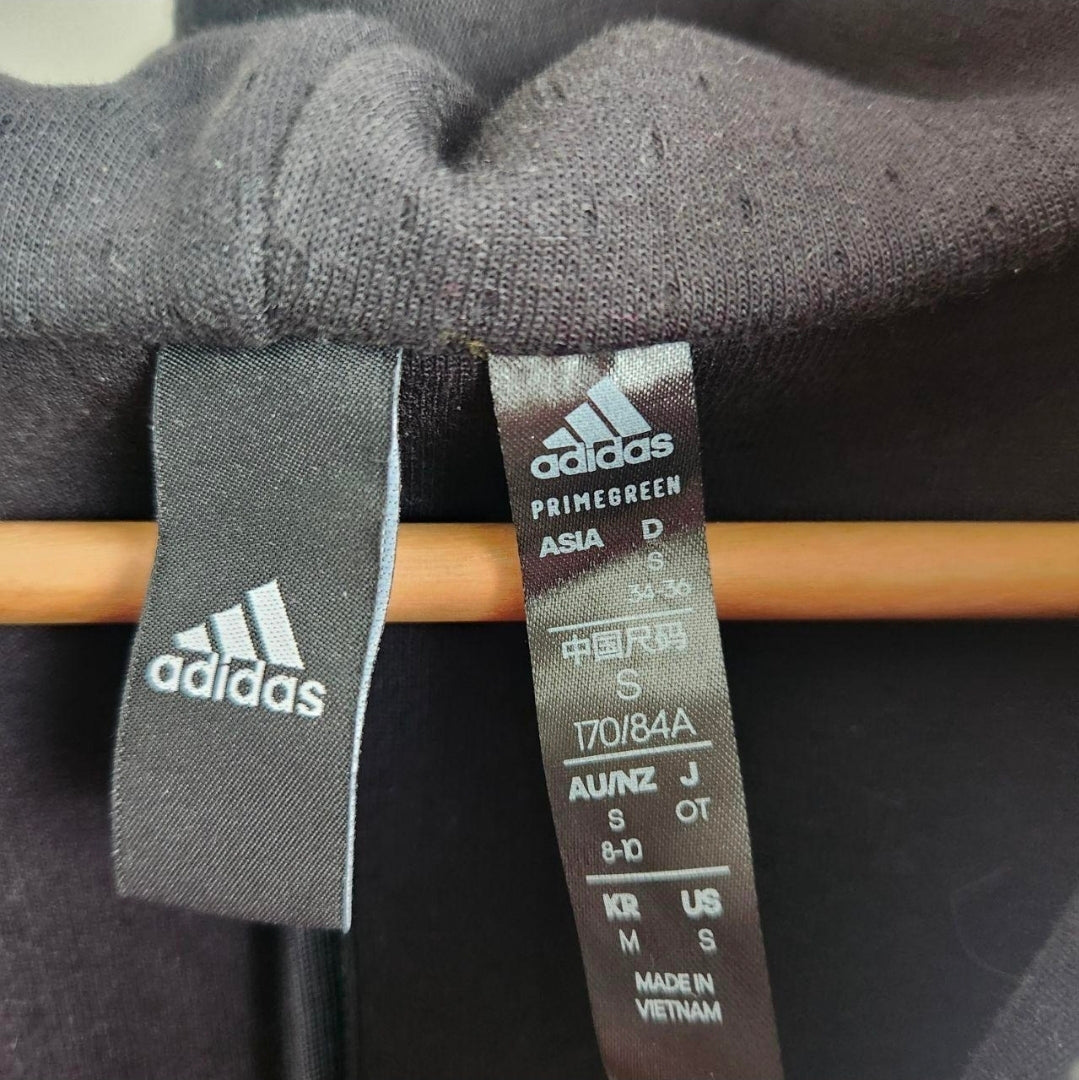 adidas
adidas
PRIMEGREEN
ASIA D
S
34-36
中国尺码
S
170/84A
AU/NZ J
S OT
8-10
KR US
M S
MADE IN
VIETNAM